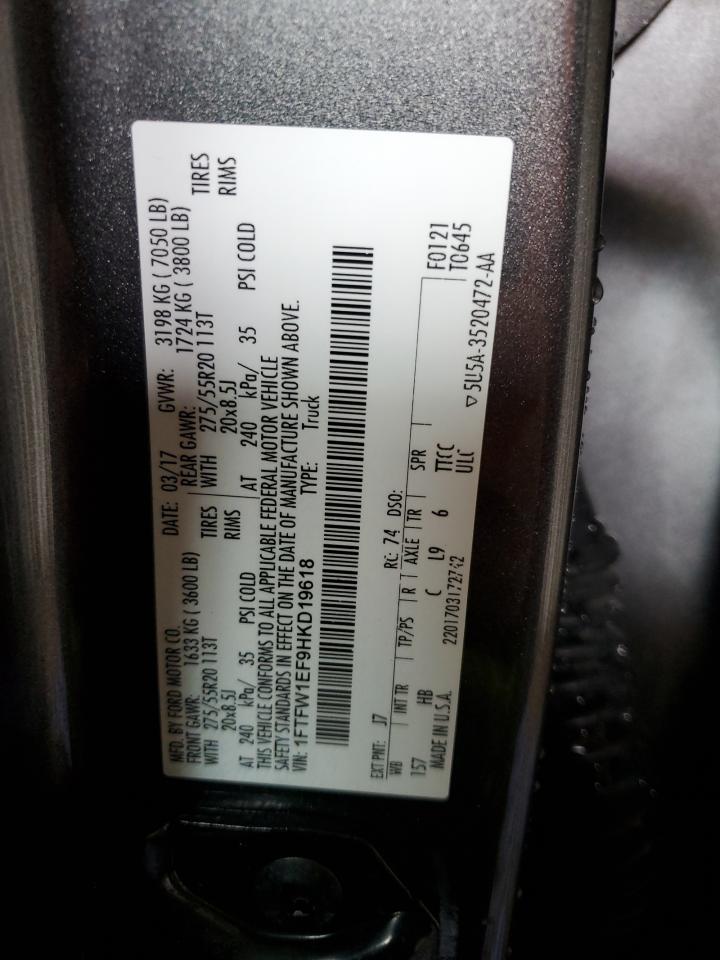 MFD. BY FORD MOTOR CO. DATE: 03/17 GVWR: 3198 KG ( 7050 LB)
FRONT GAWR: 1633 KG ( 3600 LB) REAR GAWR: 1724 KG ( 3800 LB)
WITH 275/55R20 113T TIRES WITH 275/55R20 113T TIRES
20x8.5J RIMS 20x8.5J RIMS
AT 240 kPa/ 35 PSI COLD AT 240 kPa/ 35 PSI COLD
THIS VEHICLE CONFORMS TO ALL APPLICABLE FEDERAL MOTOR VEHICLE
SAFETY STANDARDS IN EFFECT ON THE DATE OF MANUFACTURE SHOWN ABOVE.
VIN: 1FTFW1EF9HKD19618 TYPE: Truck
EXT PNT: J7 RC: 74 DSO:
WB INT TR TP/PS R AXLE TR SPR F0121
157 HB C L9 6 TTCC T0645
MADE IN U.S.A. ULC ▽5U5A-3520472-AA